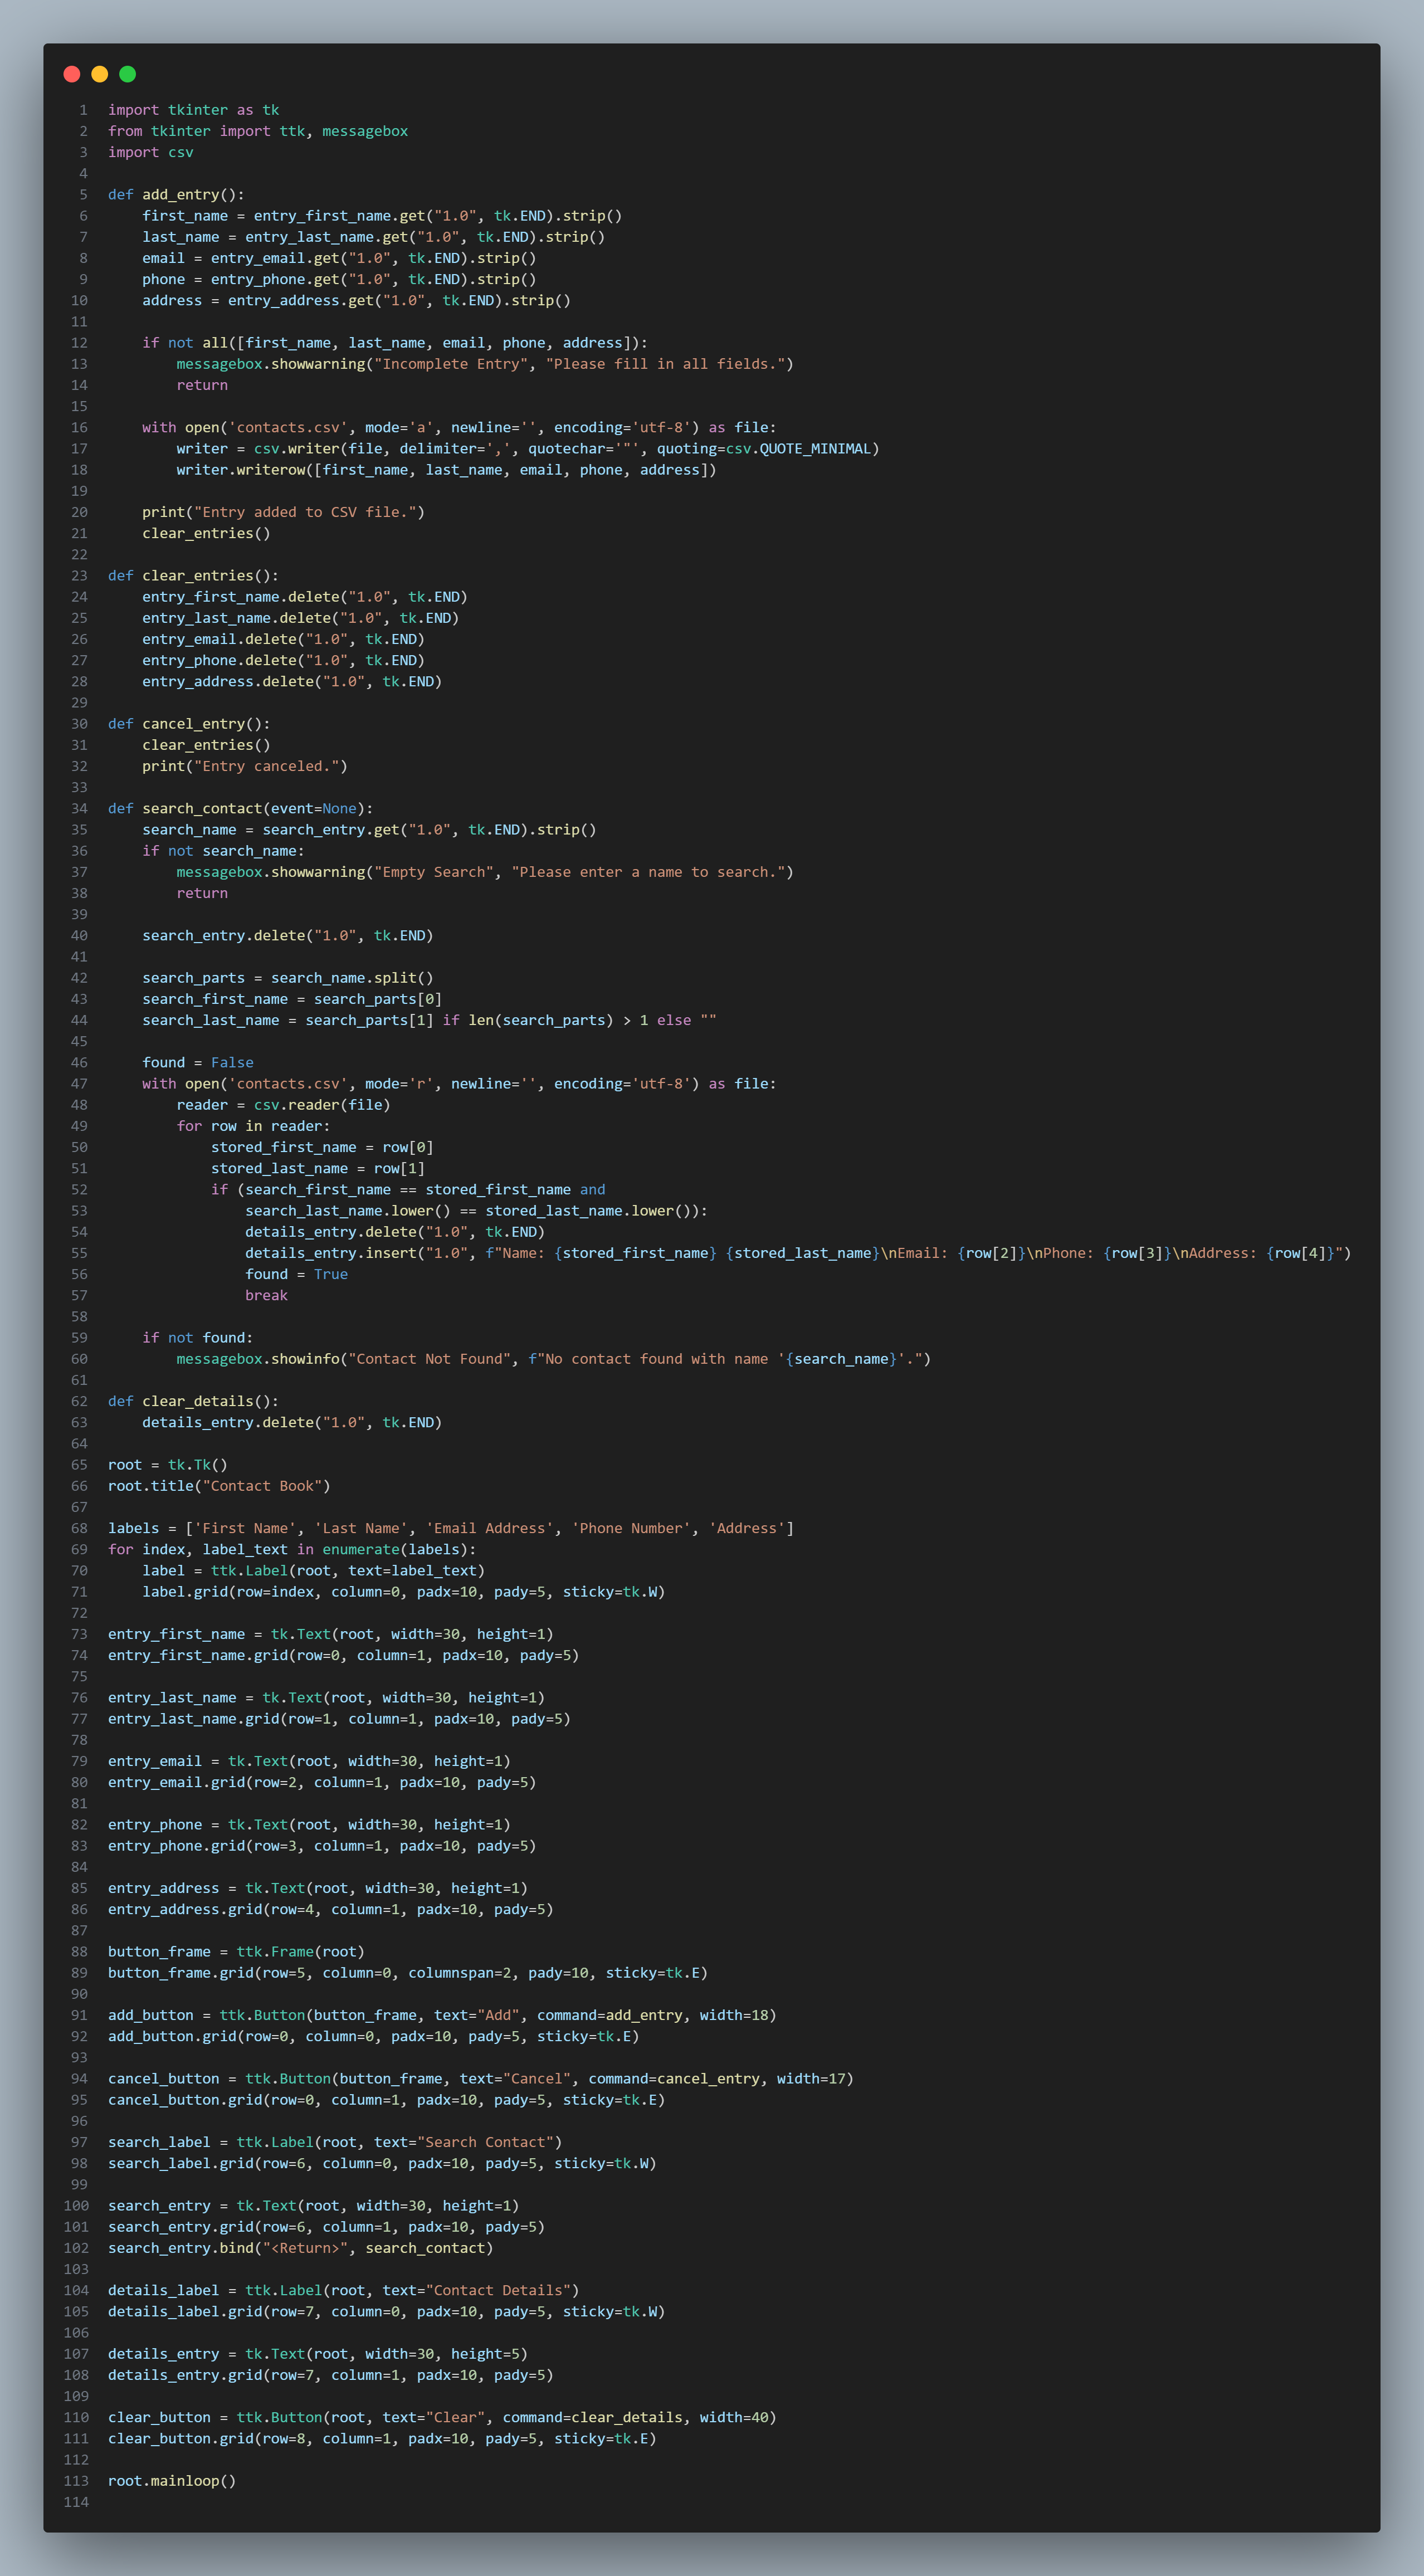 1 import tkinter as tk
2 from tkinter import ttk, messagebox
3 import csv
4
5 def add_entry():
6     first_name = entry_first_name.get("1.0", tk.END).strip()
7     last_name = entry_last_name.get("1.0", tk.END).strip()
8     email = entry_email.get("1.0", tk.END).strip()
9     phone = entry_phone.get("1.0", tk.END).strip()
10     address = entry_address.get("1.0", tk.END).strip()
11
12     if not all([first_name, last_name, email, phone, address]):
13         messagebox.showwarning("Incomplete Entry", "Please fill in all fields.")
14         return
15
16     with open('contacts.csv', mode='a', newline='', encoding='utf-8') as file:
17         writer = csv.writer(file, delimiter=',', quotechar='"', quoting=csv.QUOTE_MINIMAL)
18         writer.writerow([first_name, last_name, email, phone, address])
19
20     print("Entry added to CSV file.")
21     clear_entries()
22
23 def clear_entries():
24     entry_first_name.delete("1.0", tk.END)
25     entry_last_name.delete("1.0", tk.END)
26     entry_email.delete("1.0", tk.END)
27     entry_phone.delete("1.0", tk.END)
28     entry_address.delete("1.0", tk.END)
29
30 def cancel_entry():
31     clear_entries()
32     print("Entry canceled.")
33
34 def search_contact(event=None):
35     search_name = search_entry.get("1.0", tk.END).strip()
36     if not search_name:
37         messagebox.showwarning("Empty Search", "Please enter a name to search.")
38         return
39
40     search_entry.delete("1.0", tk.END)
41
42     search_parts = search_name.split()
43     search_first_name = search_parts[0]
44     search_last_name = search_parts[1] if len(search_parts) > 1 else ""
45
46     found = False
47     with open('contacts.csv', mode='r', newline='', encoding='utf-8') as file:
48         reader = csv.reader(file)
49         for row in reader:
50             stored_first_name = row[0]
51             stored_last_name = row[1]
52             if (search_first_name == stored_first_name and
53                 search_last_name.lower() == stored_last_name.lower()):
54                 details_entry.delete("1.0", tk.END)
55                 details_entry.insert("1.0", f"Name: {stored_first_name} {stored_last_name}\nEmail: {row[2]}\nPhone: {row[3]}\nAddress: {row[4]}")
56                 found = True
57                 break
58
59     if not found:
60         messagebox.showinfo("Contact Not Found", f"No contact found with name '{search_name}'.")
61
62 def clear_details():
63     details_entry.delete("1.0", tk.END)
64
65 root = tk.Tk()
66 root.title("Contact Book")
67
68 labels = ['First Name', 'Last Name', 'Email Address', 'Phone Number', 'Address']
69 for index, label_text in enumerate(labels):
70     label = ttk.Label(root, text=label_text)
71     label.grid(row=index, column=0, padx=10, pady=5, sticky=tk.W)
72
73 entry_first_name = tk.Text(root, width=30, height=1)
74 entry_first_name.grid(row=0, column=1, padx=10, pady=5)
75
76 entry_last_name = tk.Text(root, width=30, height=1)
77 entry_last_name.grid(row=1, column=1, padx=10, pady=5)
78
79 entry_email = tk.Text(root, width=30, height=1)
80 entry_email.grid(row=2, column=1, padx=10, pady=5)
81
82 entry_phone = tk.Text(root, width=30, height=1)
83 entry_phone.grid(row=3, column=1, padx=10, pady=5)
84
85 entry_address = tk.Text(root, width=30, height=1)
86 entry_address.grid(row=4, column=1, padx=10, pady=5)
87
88 button_frame = ttk.Frame(root)
89 button_frame.grid(row=5, column=0, columnspan=2, pady=10, sticky=tk.E)
90
91 add_button = ttk.Button(button_frame, text="Add", command=add_entry, width=18)
92 add_button.grid(row=0, column=0, padx=10, pady=5, sticky=tk.E)
93
94 cancel_button = ttk.Button(button_frame, text="Cancel", command=cancel_entry, width=17)
95 cancel_button.grid(row=0, column=1, padx=10, pady=5, sticky=tk.E)
96
97 search_label = ttk.Label(root, text="Search Contact")
98 search_label.grid(row=6, column=0, padx=10, pady=5, sticky=tk.W)
99
100 search_entry = tk.Text(root, width=30, height=1)
101 search_entry.grid(row=6, column=1, padx=10, pady=5)
102 search_entry.bind("<Return>", search_contact)
103
104 details_label = ttk.Label(root, text="Contact Details")
105 details_label.grid(row=7, column=0, padx=10, pady=5, sticky=tk.W)
106
107 details_entry = tk.Text(root, width=30, height=5)
108 details_entry.grid(row=7, column=1, padx=10, pady=5)
109
110 clear_button = ttk.Button(root, text="Clear", command=clear_details, width=40)
111 clear_button.grid(row=8, column=1, padx=10, pady=5, sticky=tk.E)
112
113 root.mainloop()
114